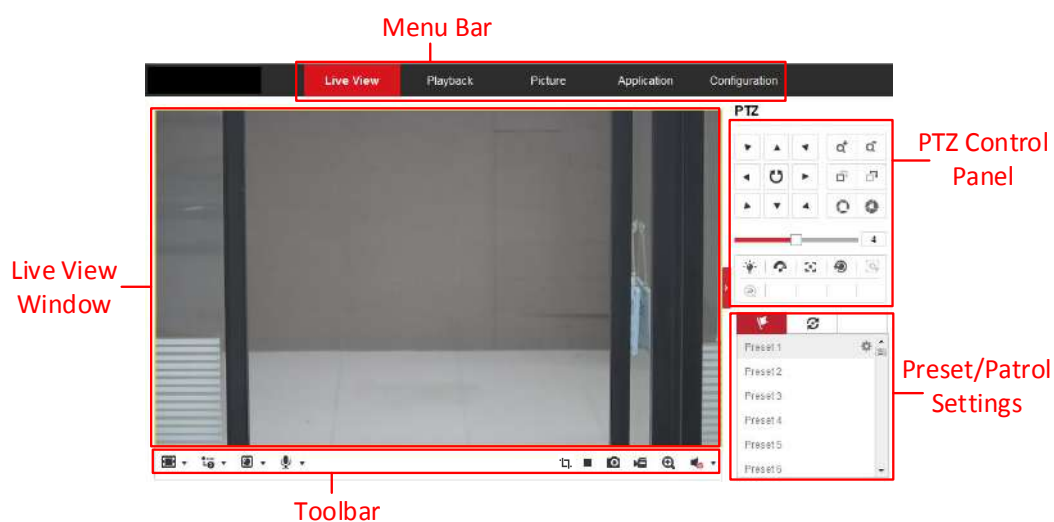 Menu Bar
Live View
Playback
Picture
Application
Configuration
PTZ
PTZ Control
Panel
4
Live View
Window
Preset 1
Preset 2
Preset 3
Preset 4
Preset 5
Preset 6
Preset/Patrol
Settings
Toolbar